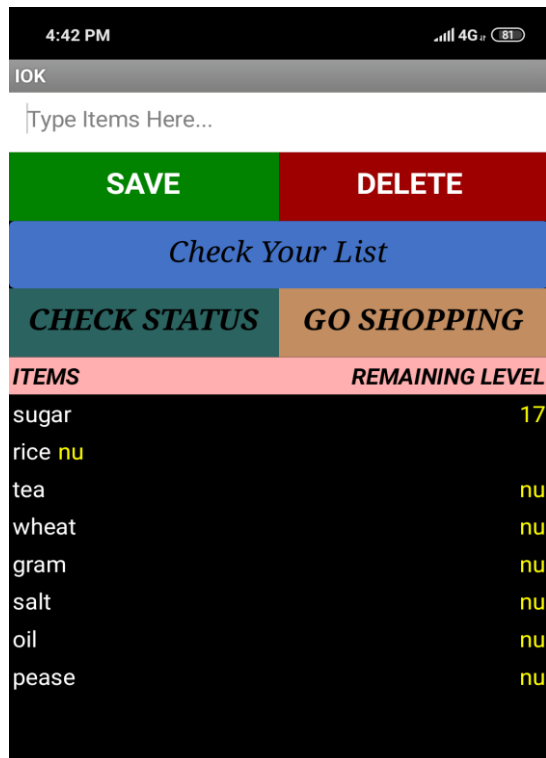 4:42 PM 4G 81
IOK
Type Items Here...
SAVE DELETE
Check Your List
CHECK STATUS GO SHOPPING
ITEMS REMAINING LEVEL
sugar 17
rice nu
tea nu
wheat nu
gram nu
salt nu
oil nu
pease nu